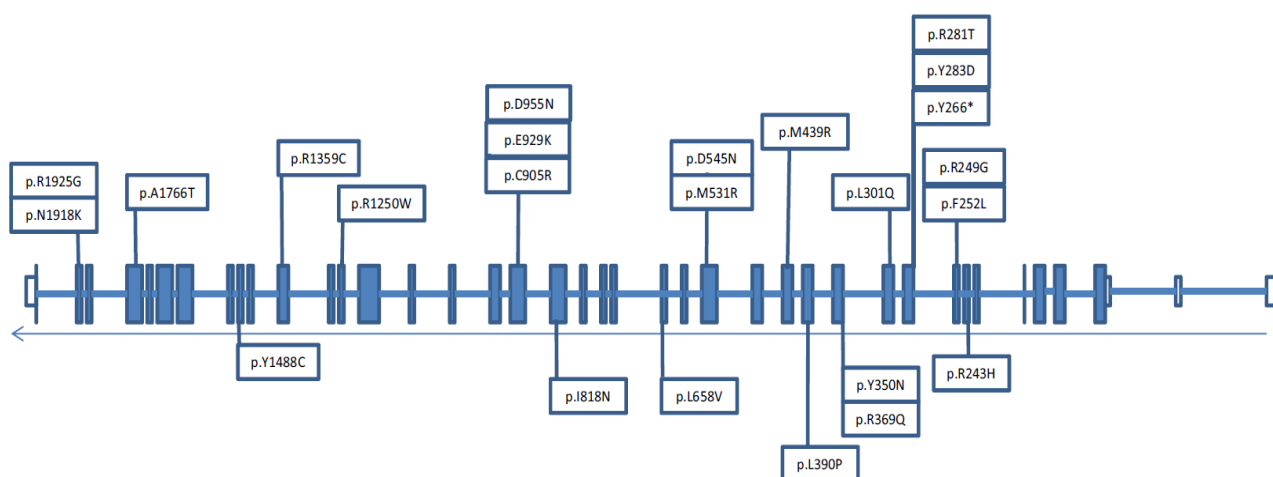 p.R281T
p.Y283D
p.Y266*
p.D955N
p.E929K
p.C905R
p.M439R
p.R1359C
p.D545N
p.M531R
p.R249G
p.F252L
p.R1925G
p.N1918K
p.A1766T
p.R1250W
p.L301Q
p.Y1488C
p.I818N
p.L658V
p.Y350N
p.R369Q
p.R243H
p.L390P